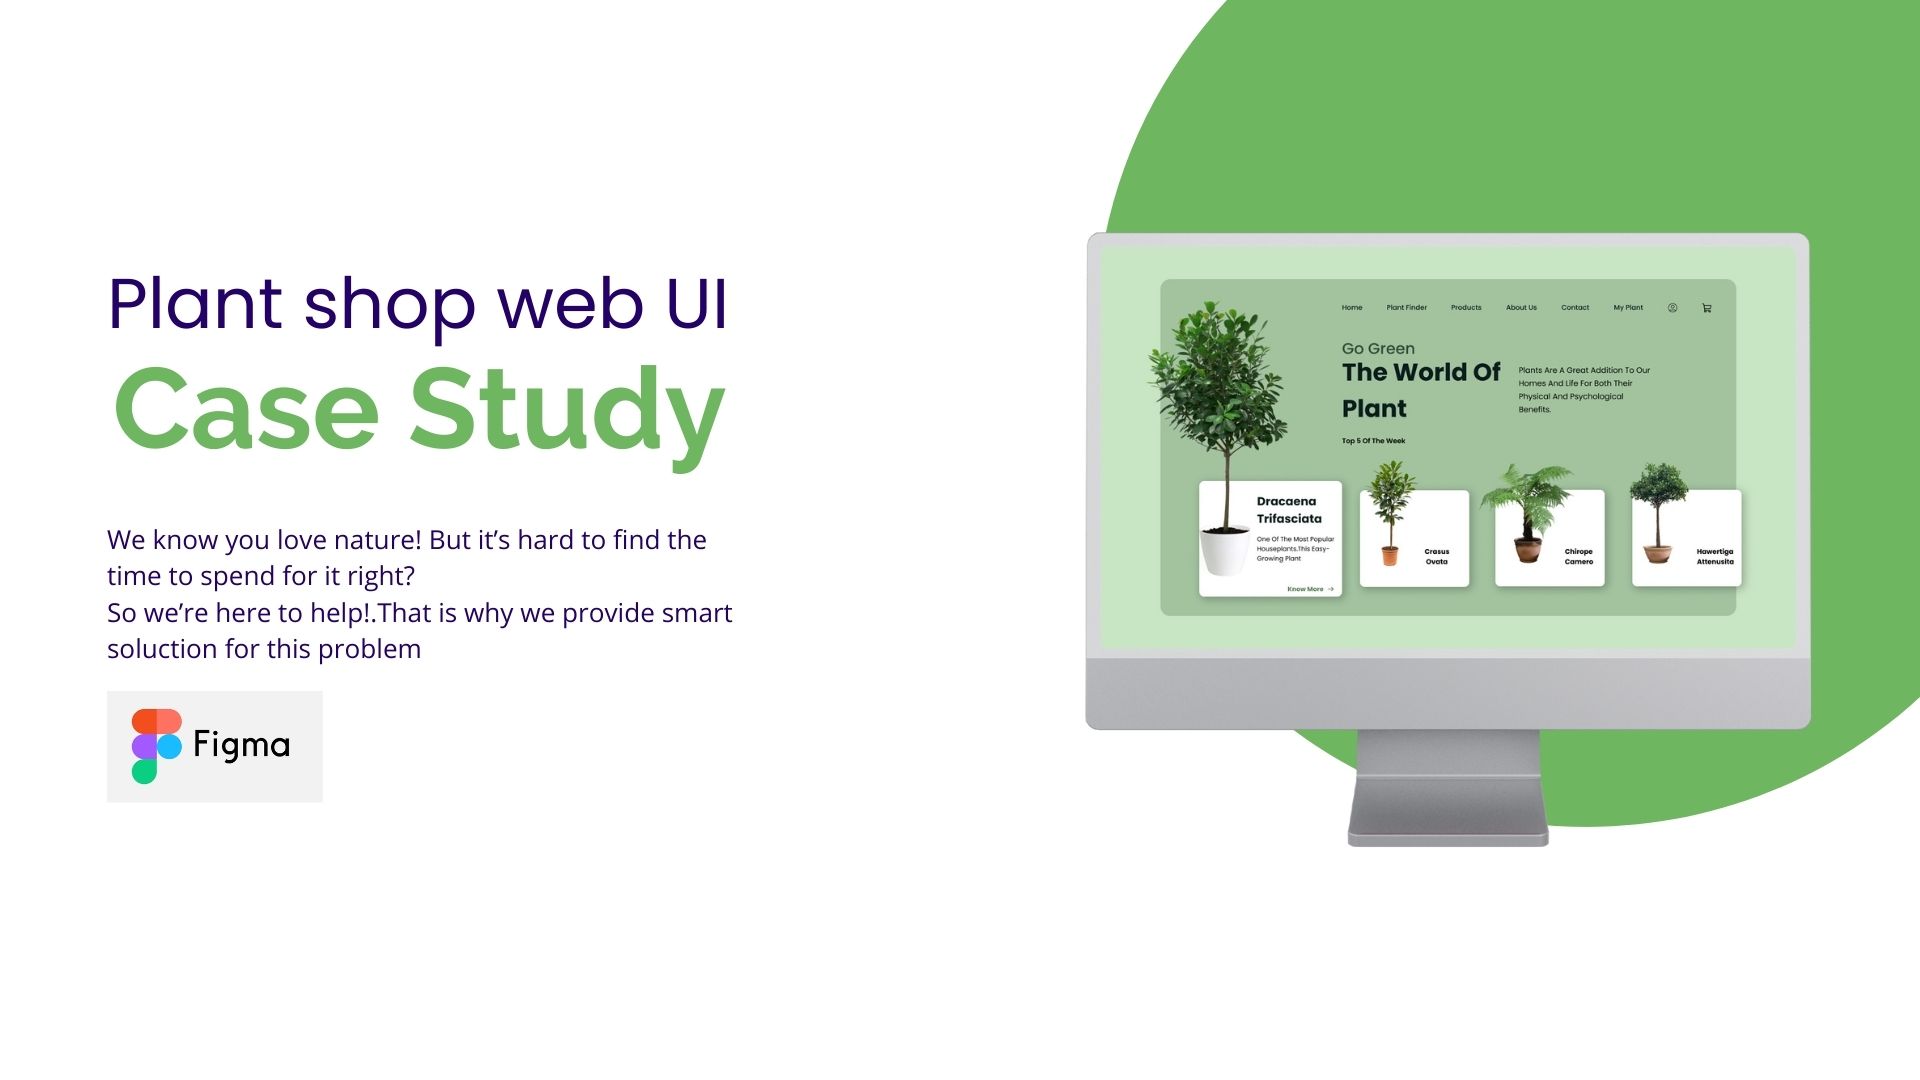 Plant shop web UI
Case Study
We know you love nature! But it’s hard to find the
time to spend for it right?
So we’re here to help!.That is why we provide smart
soluction for this problem
Figma
Home Plant Finder Products About Us Contact My Plant
Go Green
The World Of
Plant
Plants Are A Great Addition To Our
Homes And Life For Both Their
Physical And Psychological
Benefits.
Top 5 Of The Week
Dracaena
Trifasciata
One Of The Most Popular
Houseplants,This Easy-
Growing Plant
Know More →
Crasus
Ovata
Chirope
Camero
Hawertiga
Attenusita